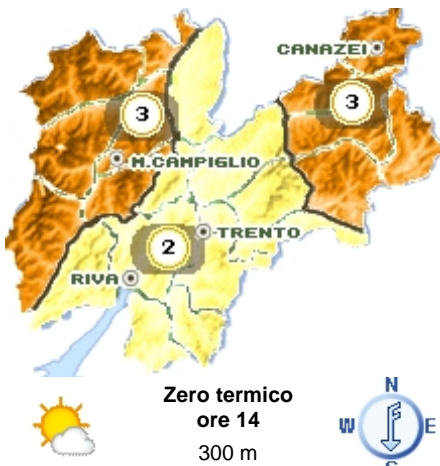 CANAZEI
3
3
M.CAMPIGLIO
TRENTO
2
RIVA
Zero termico
ore 14
300 m
N
W E
S